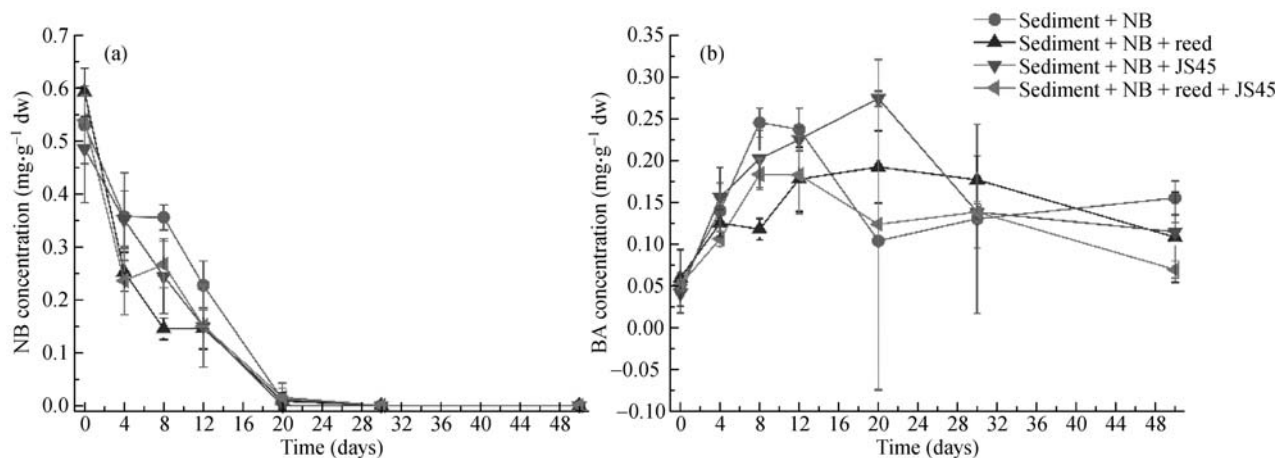 Sediment + NB
Sediment + NB + reed
Sediment + NB + JS45
Sediment + NB + reed + JS45
(a)
NB concentration (mg·g⁻¹ dw)
0.7
0.6
0.5
0.4
0.3
0.2
0.1
0.0
0 4 8 12 20 24 28 32 36 40 44 48
Time (days)
(b)
BA concentration (mg·g⁻¹ dw)
0.35
0.30
0.25
0.20
0.15
0.10
0.05
0.00
−0.05
−0.10
0 4 8 12 16 20 24 28 32 36 40 44 48
Time (days)